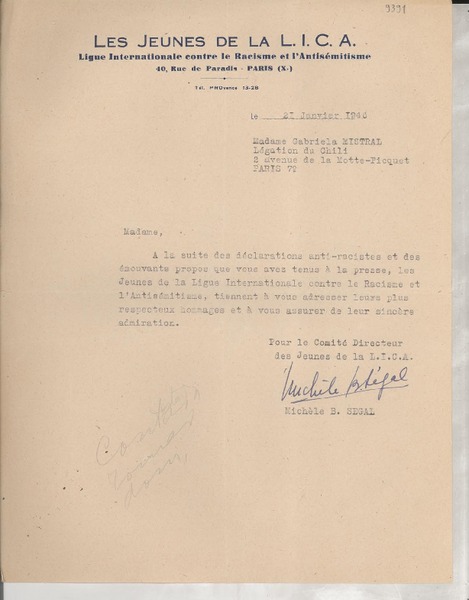 9391
LES JEUNES DE LA L.I.C.A.
Ligue Internationale contre le Racisme et l'Antisémitisme
40, Rue de Paradis - PARIS (X·)
Tél. PROvence 13-28
le 21 Janvier 1946
Madame Gabriela MISTRAL
Légation du Chili
2 avenue de la Motte-Picquet
PARIS 7?
Madame,
A la suite des déclarations anti-racistes et des
émouvants propos que vous avez tenus à la presse, les
Jeunes de la Ligue Internationale contre le Racisme et
l'Antisémitisme, tiennent à vous adresser leurs plus
respectueux hommages et à vous assurer de leur sincère
admiration.
Pour le Comité Directeur
des Jeunes de la L.I.C.A.
Michèle B. Ségal
Michèle B. SEGAL